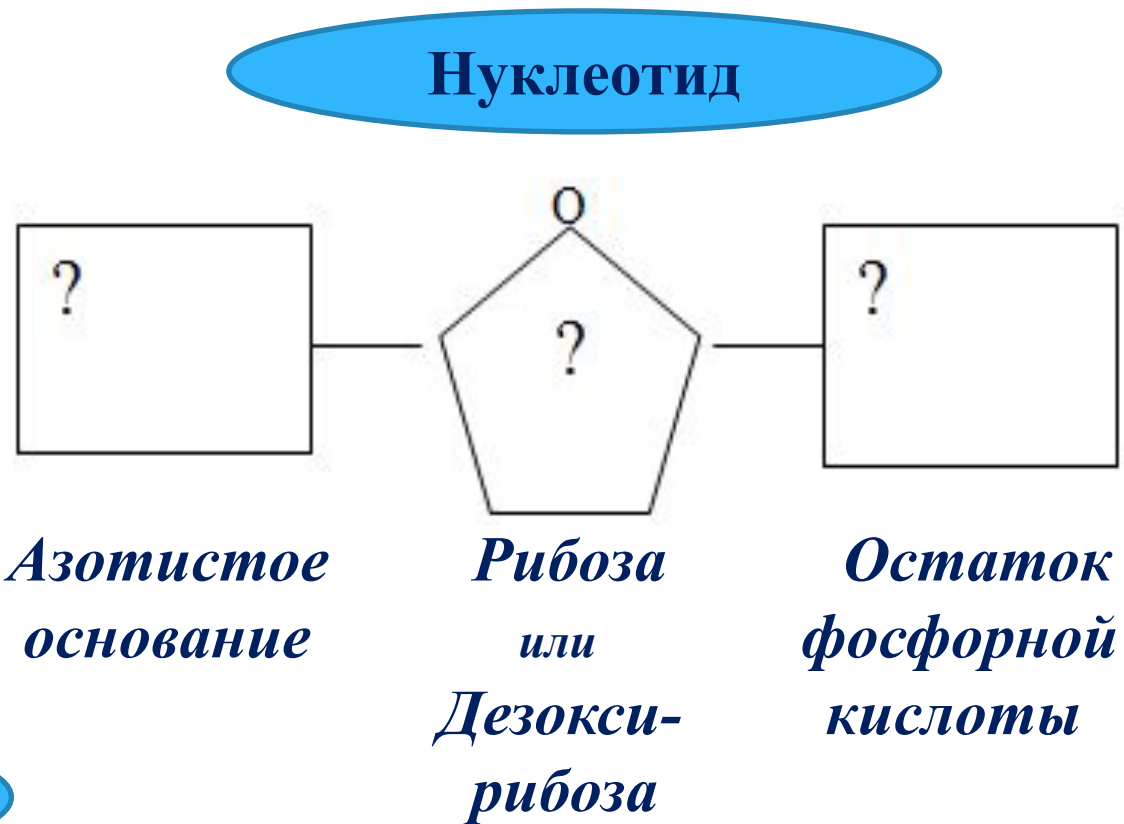 Нуклеотид
O
?
?
?
Азотистое
основание
Рибоза
или
Дезокси-
рибоза
Остаток
фосфорной
кислоты